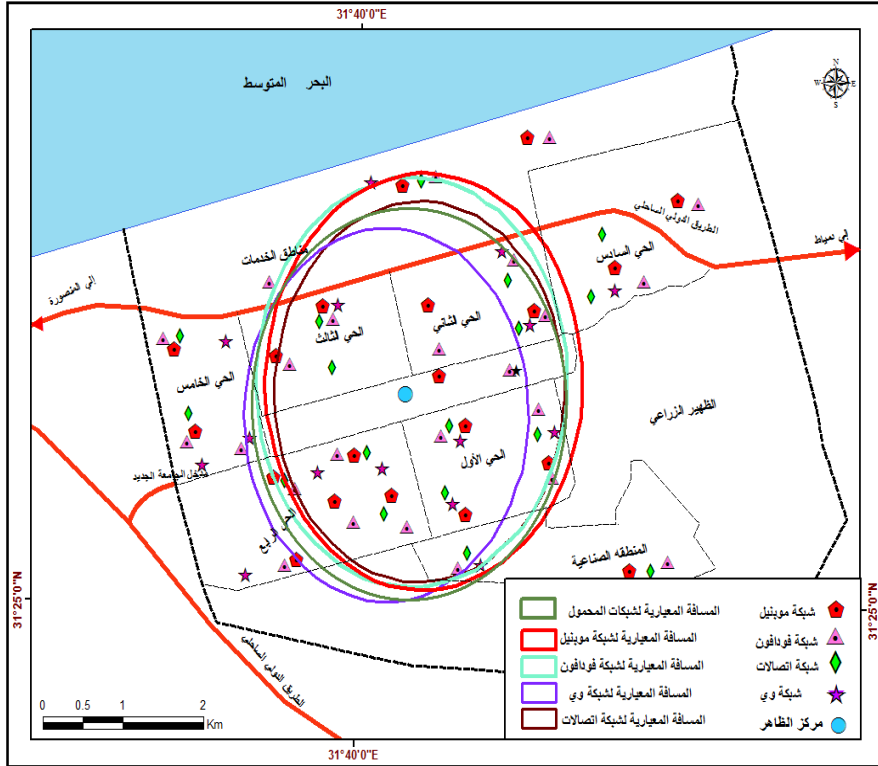 31°40'0"E
البحر المتوسط
N
W
E
S
الطريق الدولي الساحلي
إلى دمياط
الحي السادس
مناطق الخدمات
إلى المنصورة
الحي الثاني
الحي الثالث
الحي الخامس
الظهير الزراعي
الحي الأول
مدخل الجامعة الجديد
الحي الرابع
المنطقه الصناعية
31°25'0"N
31°25'0"N
الطريق الدولي الساحلي
شبكة موبنيل
المسافة المعيارية لشبكات المحمول
شبكة فودافون
المسافة المعيارية لشبكة موبنيل
شبكة اتصالات
المسافة المعيارية لشبكة فودافون
شبكة وي
المسافة المعيارية لشبكة وي
مركز الظاهر
المسافة المعيارية لشبكة اتصالات
0 0.5 1 2
Km
31°40'0"E